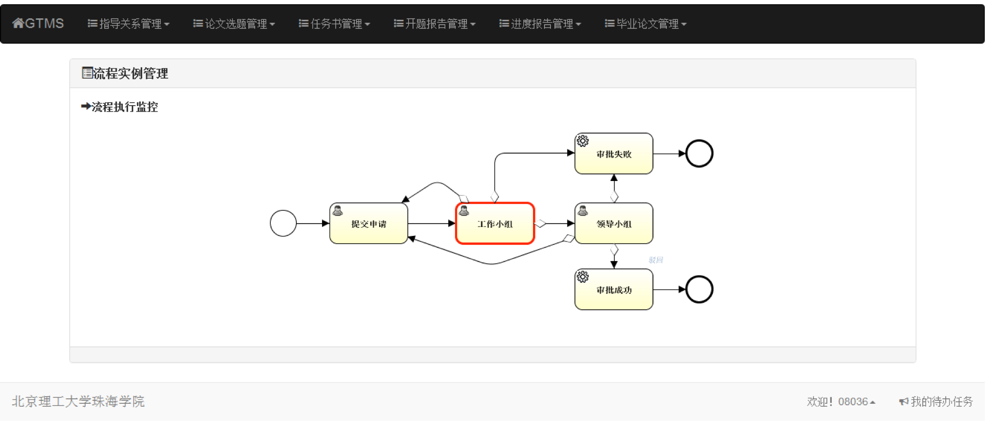 GTMS 指导关系管理 论文选题管理 任务书管理 开题报告管理 进度报告管理 毕业论文管理
流程实例管理
流程执行监控
审批失败
提交申请 工作小组 领导小组
驳回
审批成功
北京理工大学珠海学院 欢迎！08036 我的待办任务